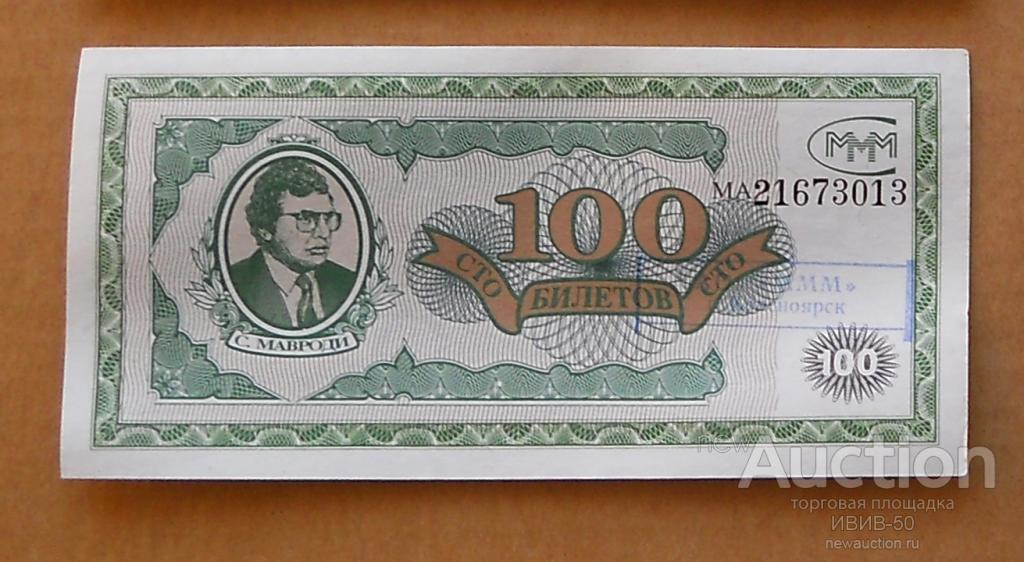 МММ
МА21673013
100
СТО БИЛЕТОВ СТО
МММ»
ноярск
С. МАВРОДИ
100
newAuction
торговая площадка
ИВИВ-50
newauction.ru